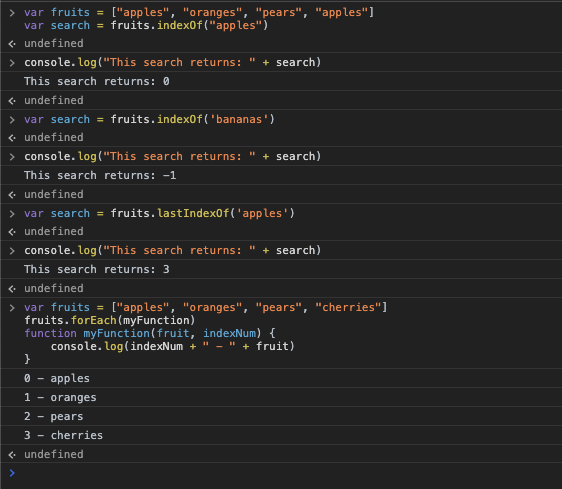 > var fruits = ["apples", "oranges", "pears", "apples"]
var search = fruits.indexOf("apples")
undefined
> console.log("This search returns: " + search)
This search returns: 0
undefined
> var search = fruits.indexOf('bananas')
undefined
> console.log("This search returns: " + search)
This search returns: -1
undefined
> var search = fruits.lastIndexOf('apples')
undefined
> console.log("This search returns: " + search)
This search returns: 3
undefined
> var fruits = ["apples", "oranges", "pears", "cherries"]
fruits.forEach(myFunction)
function myFunction(fruit, indexNum) {
    console.log(indexNum + " - " + fruit)
}
0 - apples
1 - oranges
2 - pears
3 - cherries
undefined
>